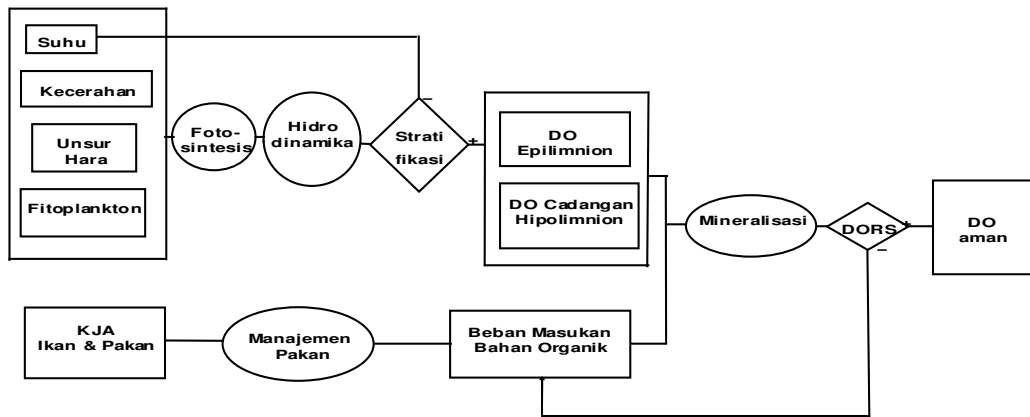 Suhu
Kecerahan
Unsur
Hara
Fitoplankton
Foto-
sintesis
Hidro
dinamika
Strati
fikasi
–
+
DO
Epilimnion
DO Cadangan
Hipolimnion
Mineralisasi
DORS
+
–
DO
aman
KJA
Ikan & Pakan
Manajemen
Pakan
Beban Masukan
Bahan Organik